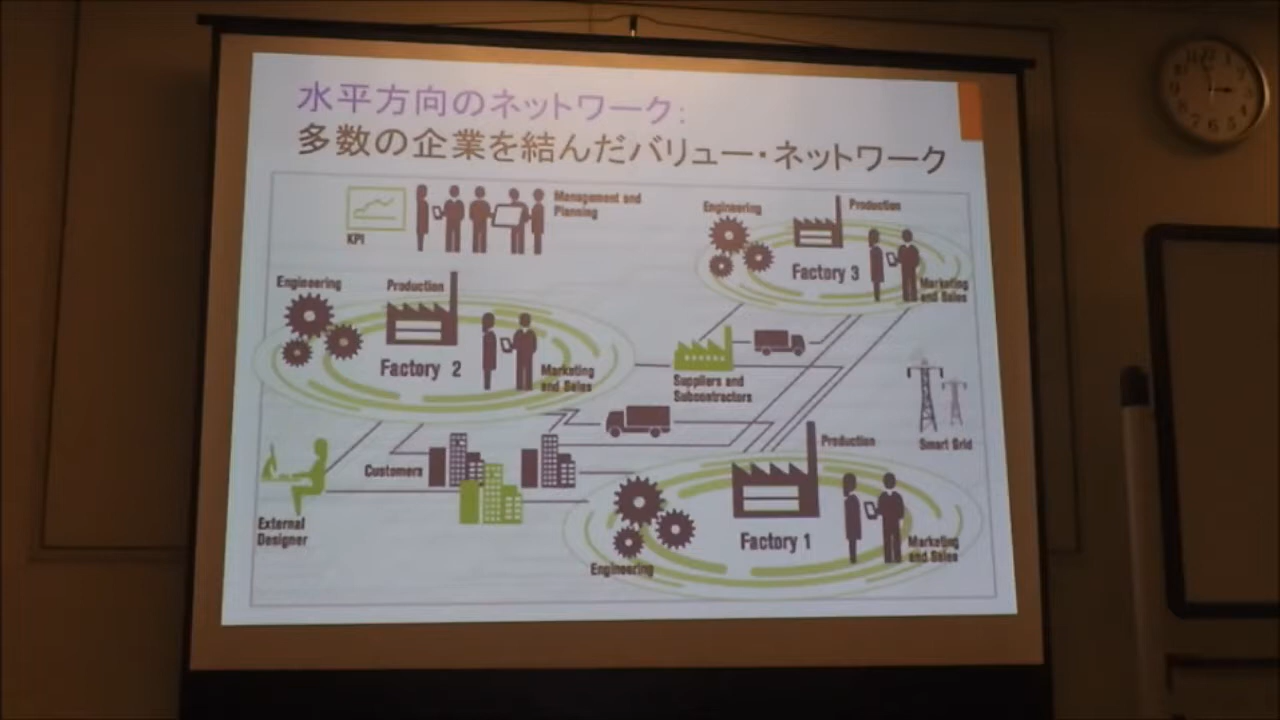 水平方向のネットワーク:
多数の企業を結んだバリュー・ネットワーク
KPI
Management and
Planning
Engineering
Production
Factory 3
Marketing
and Sales
Engineering
Production
Factory 2
Marketing
and Sales
Suppliers and
Subcontractors
Smart Grid
Customers
External
Designer
Production
Factory 1
Engineering
Marketing
and Sales